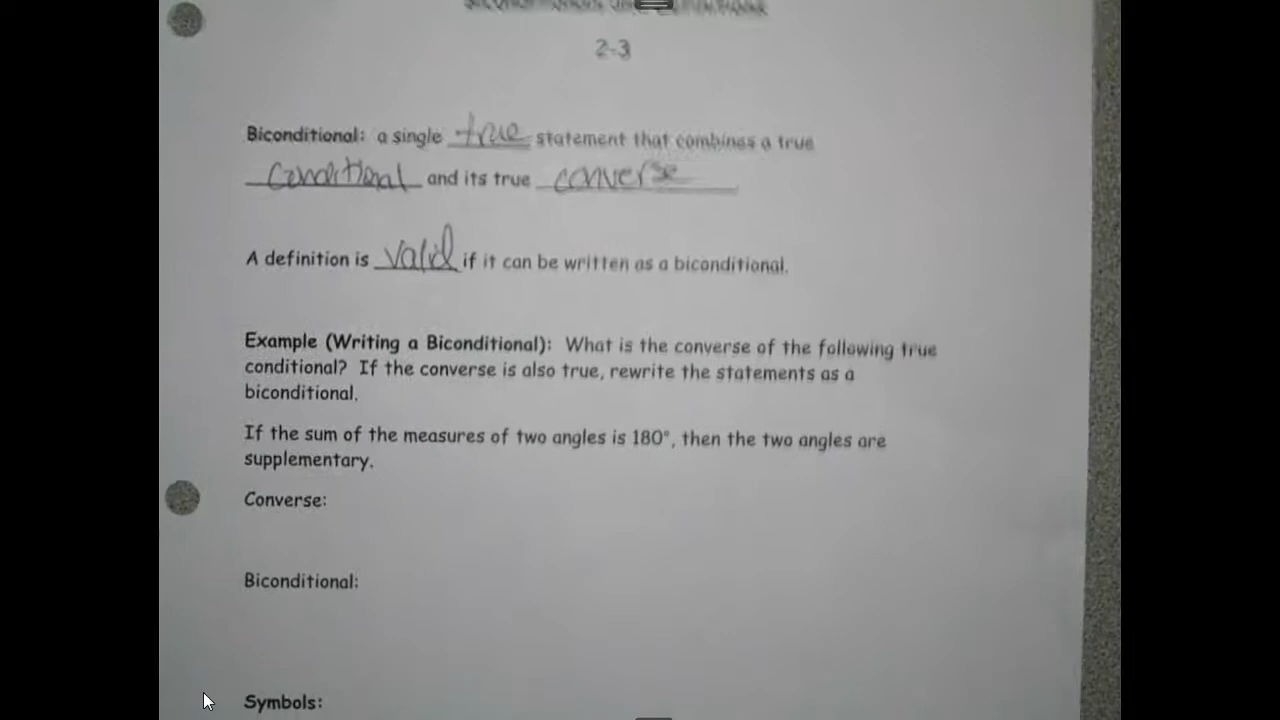 2-3
Biconditional: a single true statement that combines a true
conditional and its true converse
A definition is valid if it can be written as a biconditional.
Example (Writing a Biconditional): What is the converse of the following true
conditional? If the converse is also true, rewrite the statements as a
biconditional.
If the sum of the measures of two angles is 180°, then the two angles are
supplementary.
Converse:
Biconditional:
Symbols: